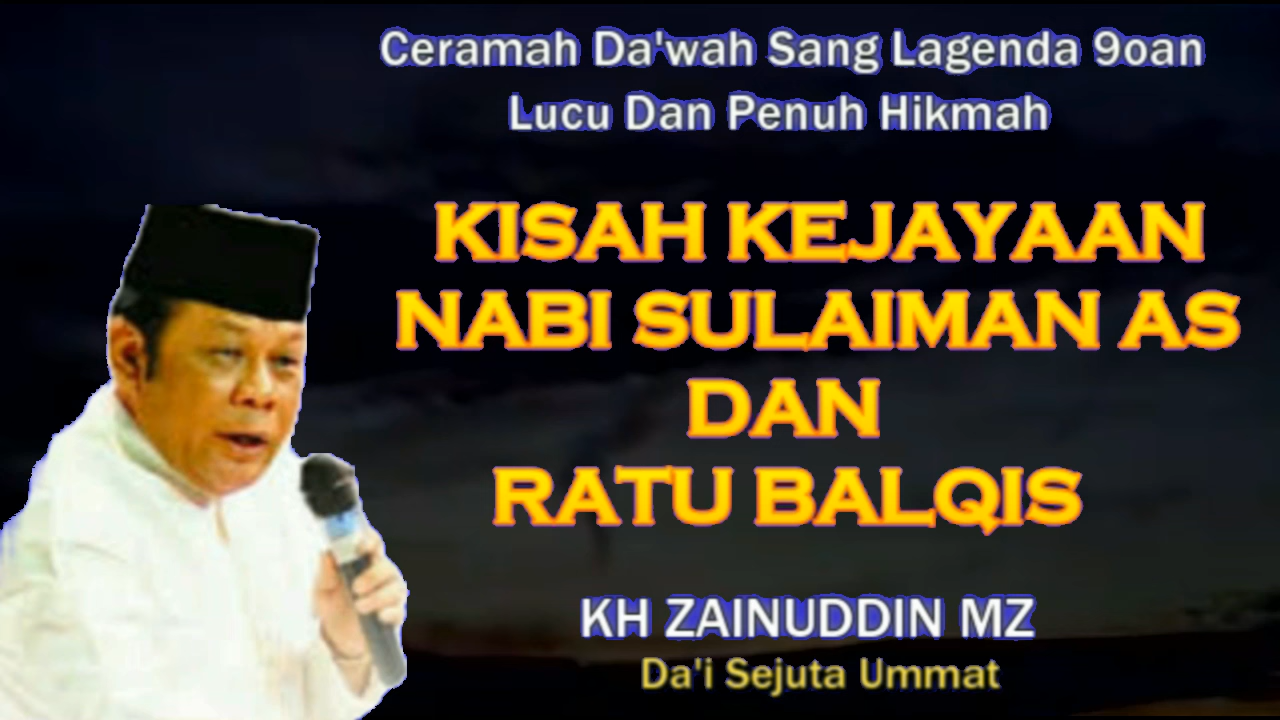 Ceramah Da'wah Sang Lagenda 9oan
Lucu Dan Penuh Hikmah
KISAH KEJAYAAN
NABI SULAIMAN AS
DAN
RATU BALQIS
KH ZAINUDDIN MZ
Da'i Sejuta Ummat